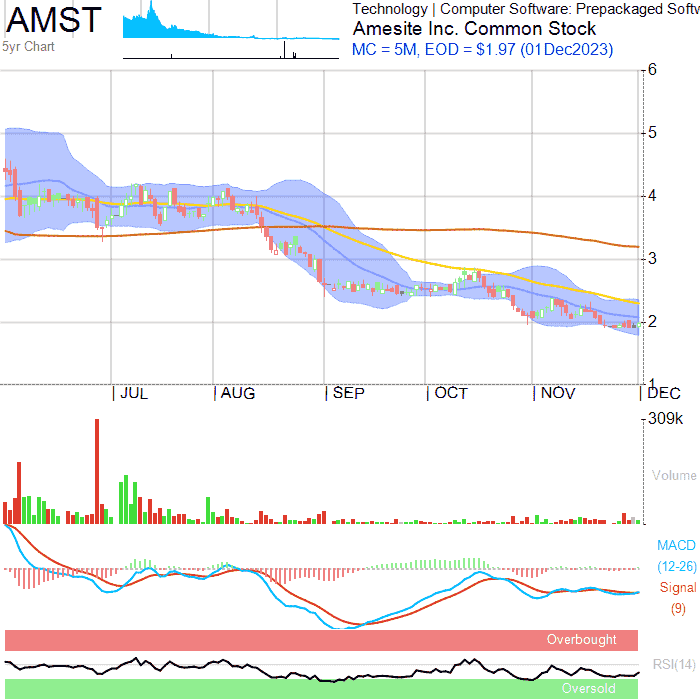 AMST
Technology | Computer Software: Prepackaged Softw
5yr Chart
Amesite Inc. Common Stock
MC = 5M, EOD = $1.97 (01Dec2023)
6
5
4
3
2
1
JUL AUG SEP OCT NOV DEC
309k
Volume
MACD
(12-26)
Signal
(9)
Overbought
RSI(14)
Oversold